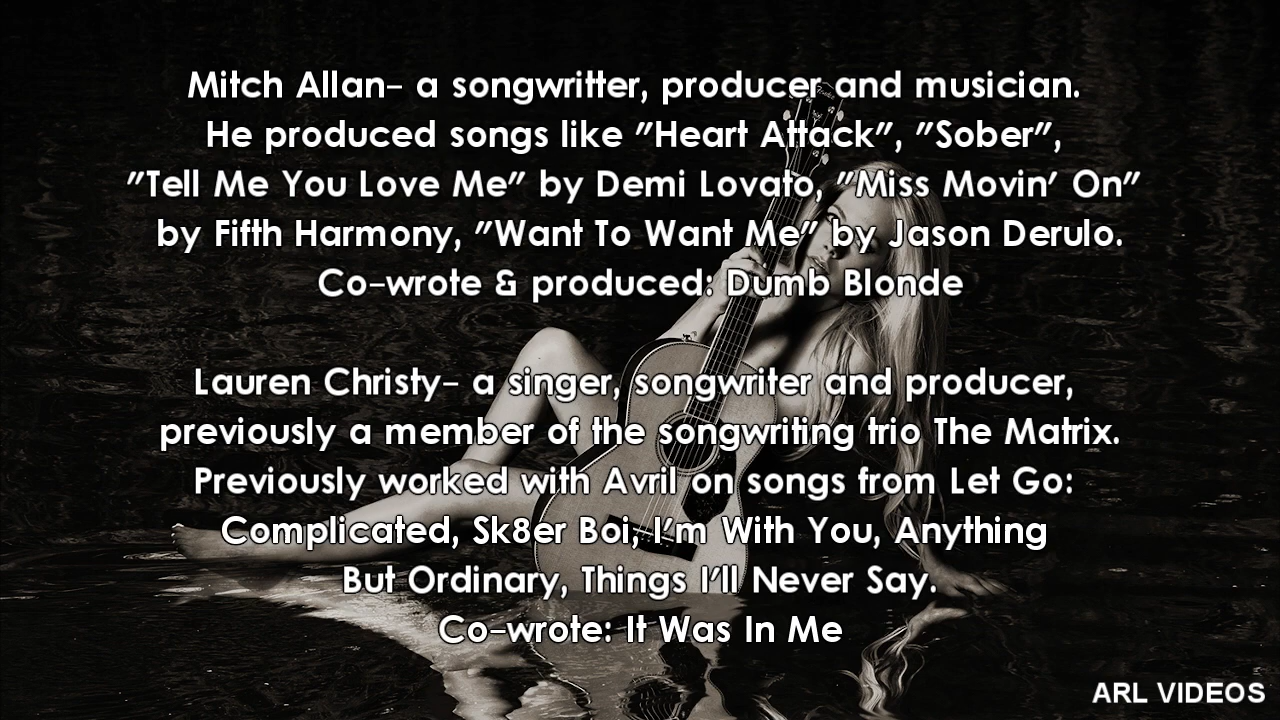 Mitch Allan- a songwritter, producer and musician.
He produced songs like "Heart Attack", "Sober",
"Tell Me You Love Me" by Demi Lovato, "Miss Movin' On"
by Fifth Harmony, "Want To Want Me" by Jason Derulo.
Co-wrote & produced: Dumb Blonde
Lauren Christy- a singer, songwriter and producer,
previously a member of the songwriting trio The Matrix.
Previously worked with Avril on songs from Let Go:
Complicated, Sk8er Boi, I'm With You, Anything
But Ordinary, Things I'll Never Say.
Co-wrote: It Was In Me
ARL VIDEOS